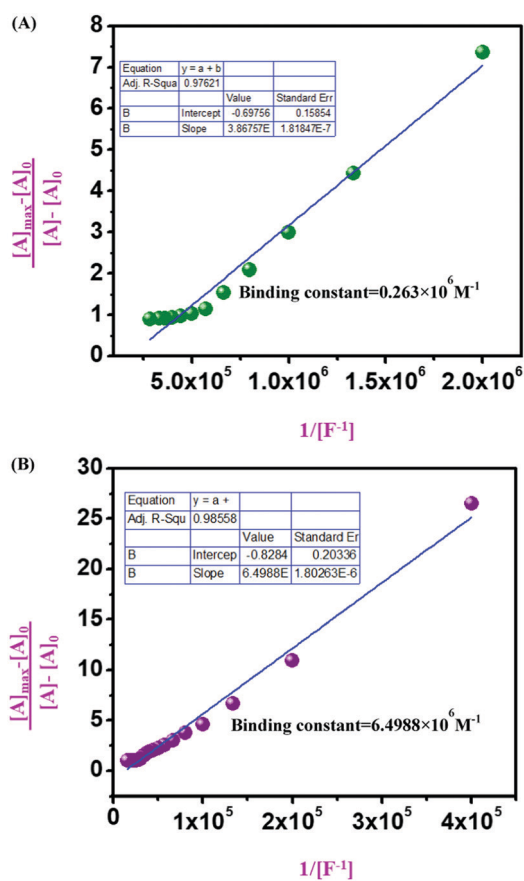 (A)
8
7
6
5
4
3
2
1
0
[A]max-[A]0
[A]- [A]0
Equation y = a + b
Adj. R-Squa 0.97621
Value Standard Err
B Intercept -0.69756 0.15854
B Slope 3.86757E 1.81847E-7
Binding constant=0.263×10⁶M⁻¹
5.0x10⁵ 1.0x10⁶ 1.5x10⁶ 2.0x10⁶
1/[F⁻¹]
(B)
30
25
20
15
10
5
0
[A]max-[A]0
[A]- [A]0
Equation y = a +
Adj. R-Squ 0.98558
Value Standard Er
B Intercep -0.8284 0.20336
B Slope 6.4988E 1.80263E-6
Binding constant=6.4988×10⁶M⁻¹
0 1x10⁵ 2x10⁵ 3x10⁵ 4x10⁵
1/[F⁻¹]